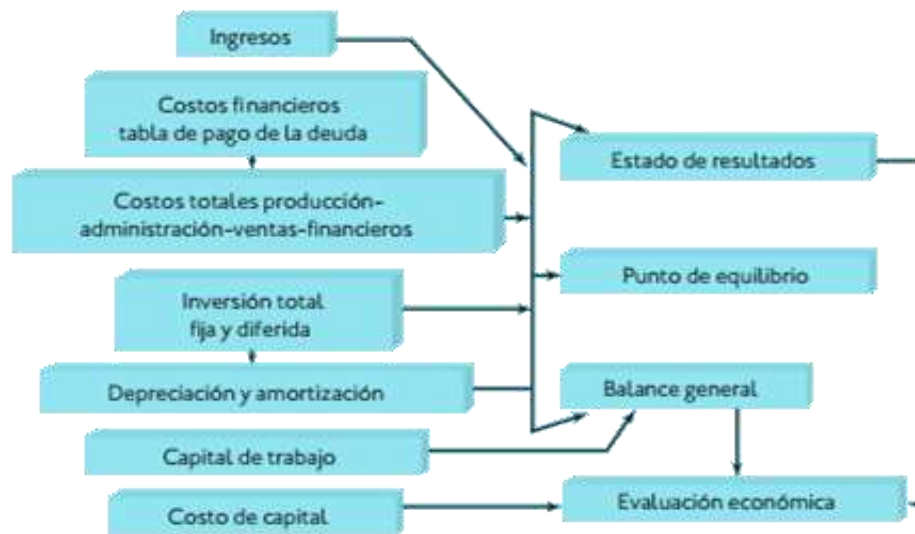 Ingresos
Costos financieros
tabla de pago de la deuda
Costos totales producción-
administración-ventas-financieros
Inversión total
fija y diferida
Depreciación y amortización
Capital de trabajo
Costo de capital
Estado de resultados
Punto de equilibrio
Balance general
Evaluación económica